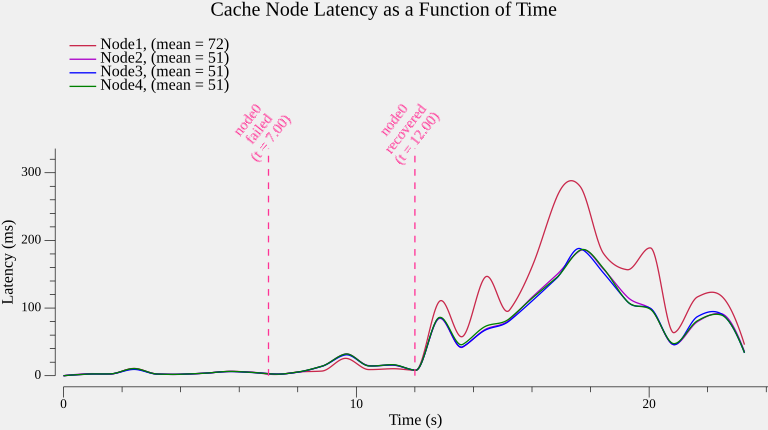 Cache Node Latency as a Function of Time
Node1, (mean = 72)
Node2, (mean = 51)
Node3, (mean = 51)
Node4, (mean = 51)
node0
failed
(t = 7.00)
node0
recovered
(t = 12.00)
300
200
100
0
Latency (ms)
0
10
20
Time (s)